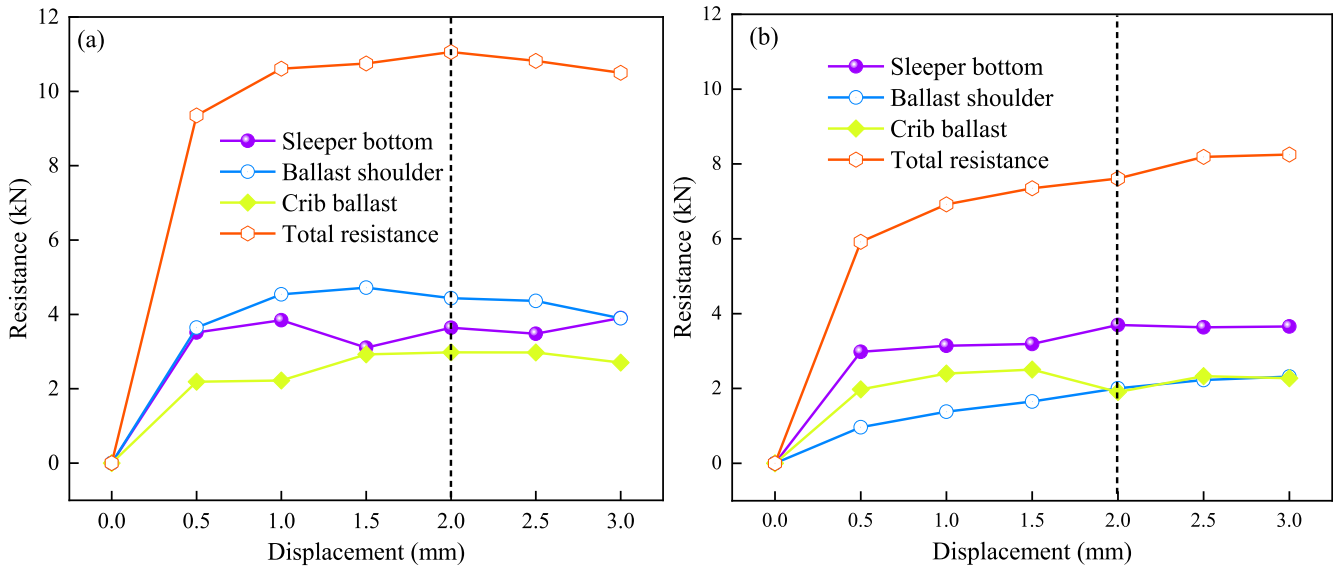 (a)
Resistance (kN)
12
10
8
6
4
2
0
Sleeper bottom
Ballast shoulder
Crib ballast
Total resistance
0.0 0.5 1.0 1.5 2.0 2.5 3.0
Displacement (mm)
(b)
Resistance (kN)
12
10
8
6
4
2
0
Sleeper bottom
Ballast shoulder
Crib ballast
Total resistance
0.0 0.5 1.0 1.5 2.0 2.5 3.0
Displacement (mm)